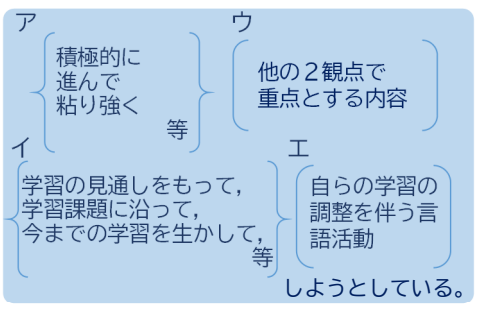 ア
積極的に
進んで
粘り強く
等
ウ
他の２観点で
重点とする内容
イ
学習の見通しをもって，
学習課題に沿って，
今までの学習を生かして，
等
エ
自らの学習の
調整を伴う言
語活動
しようとしている。